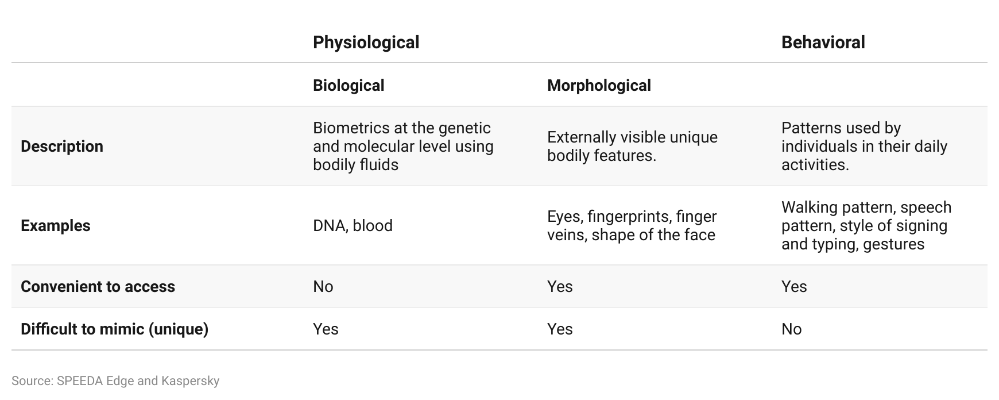 Physiological Behavioral
Biological Morphological
Description
Biometrics at the genetic
and molecular level using
bodily fluids
Externally visible unique
bodily features.
Patterns used by
individuals in their daily
activities.
Examples
DNA, blood
Eyes, fingerprints, finger
veins, shape of the face
Walking pattern, speech
pattern, style of signing
and typing, gestures
Convenient to access No Yes Yes
Difficult to mimic (unique) Yes Yes No
Source: SPEEDA Edge and Kaspersky